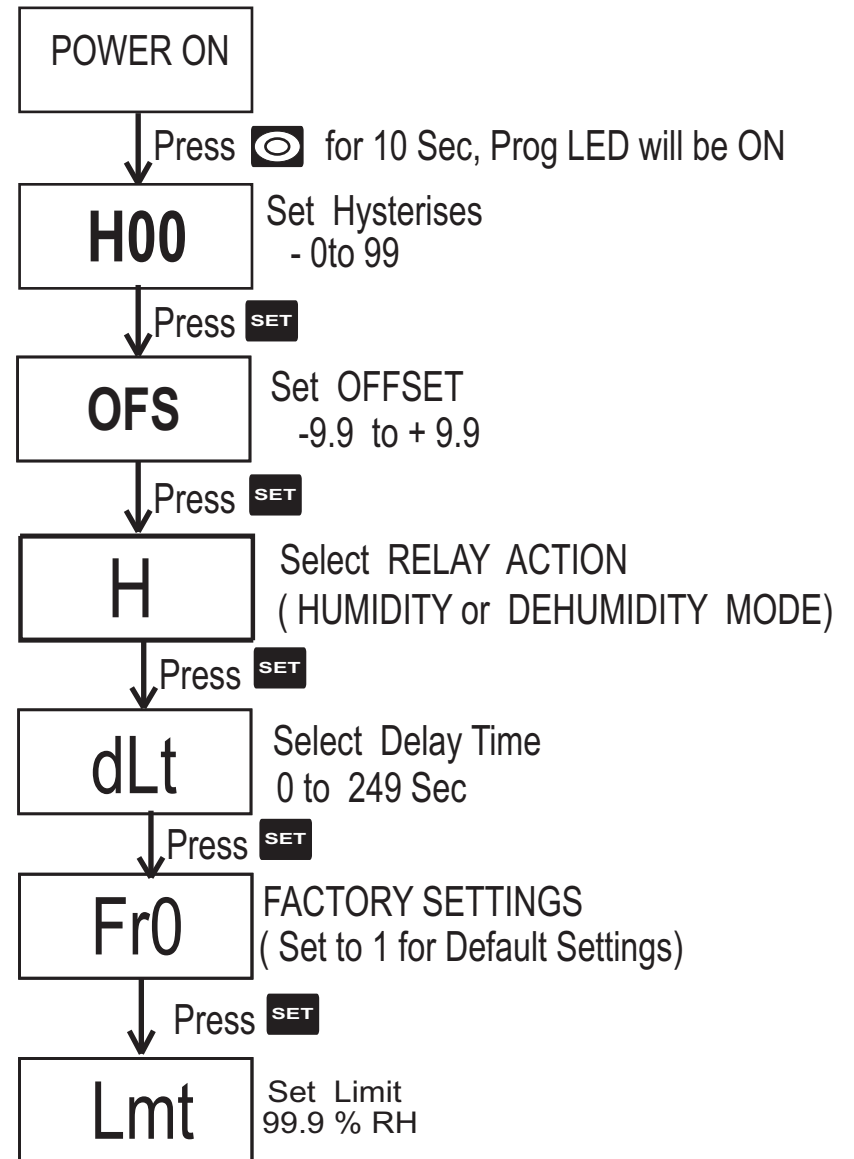 POWER ON
Press for 10 Sec, Prog LED will be ON
H00
Set Hysterises
- 0to 99
Press SET
OFS
Set OFFSET
-9.9 to + 9.9
Press SET
H
Select RELAY ACTION
( HUMIDITY or DEHUMIDITY MODE)
Press SET
dLt
Select Delay Time
0 to 249 Sec
Press SET
Fr0
FACTORY SETTINGS
( Set to 1 for Default Settings)
Press SET
Lmt
Set Limit
99.9 % RH